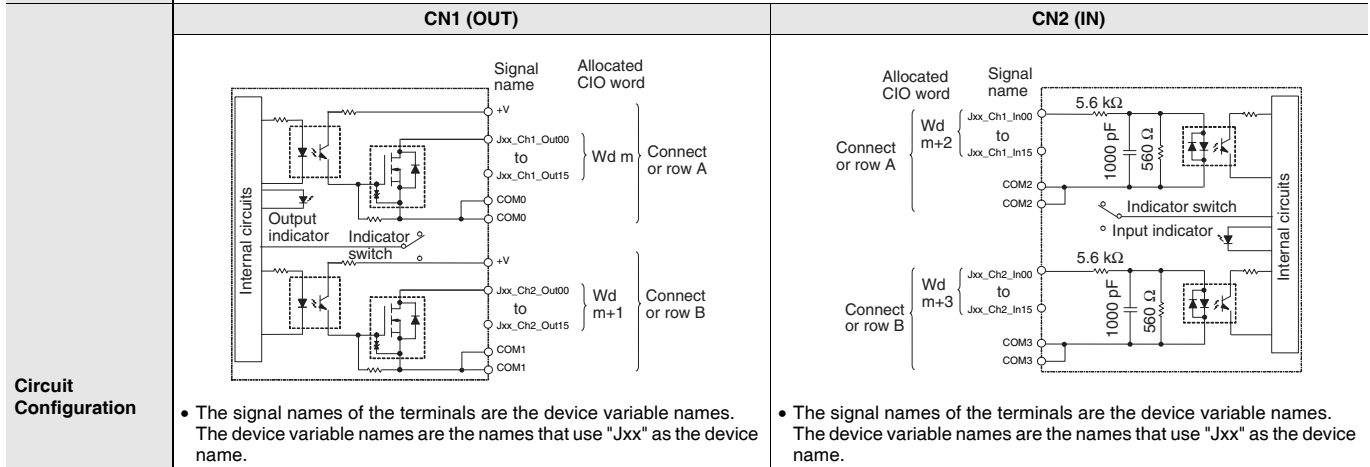 CN1 (OUT)
CN2 (IN)
Circuit
Configuration
Signal
name
Allocated
CIO word
+V
Jxx_Ch1_Out00
to
Jxx_Ch1_Out15
Wd m
Connect
or row A
COM0
COM0
Internal circuits
Output
indicator
Indicator
switch
+V
Jxx_Ch2_Out00
to
Jxx_Ch2_Out15
Wd
m+1
Connect
or row B
COM1
COM1
• The signal names of the terminals are the device variable names.
The device variable names are the names that use "Jxx" as the device
name.
Allocated
CIO word
Signal
name
Connect
or row A
Wd
m+2
Jxx_Ch1_In00
to
Jxx_Ch1_In15
COM2
COM2
5.6 kΩ
1000 pF
560 Ω
Indicator switch
Input indicator
Internal circuits
Connect
or row B
Wd
m+3
Jxx_Ch2_In00
to
Jxx_Ch2_In15
COM3
COM3
5.6 kΩ
1000 pF
560 Ω
• The signal names of the terminals are the device variable names.
The device variable names are the names that use "Jxx" as the device
name.